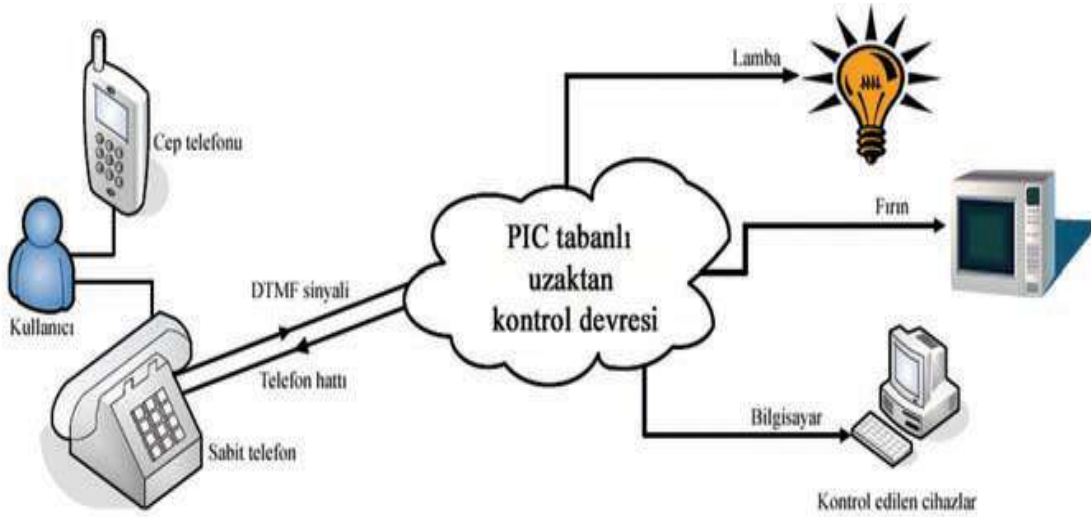 Lamba
Cep telefonu
Fırın
PIC tabanlı
uzaktan
kontrol devresi
DTMF sinyali
Kullanıcı
Telefon hattı
Bilgisayar
Sabit telefon
Kontrol edilen cihazlar